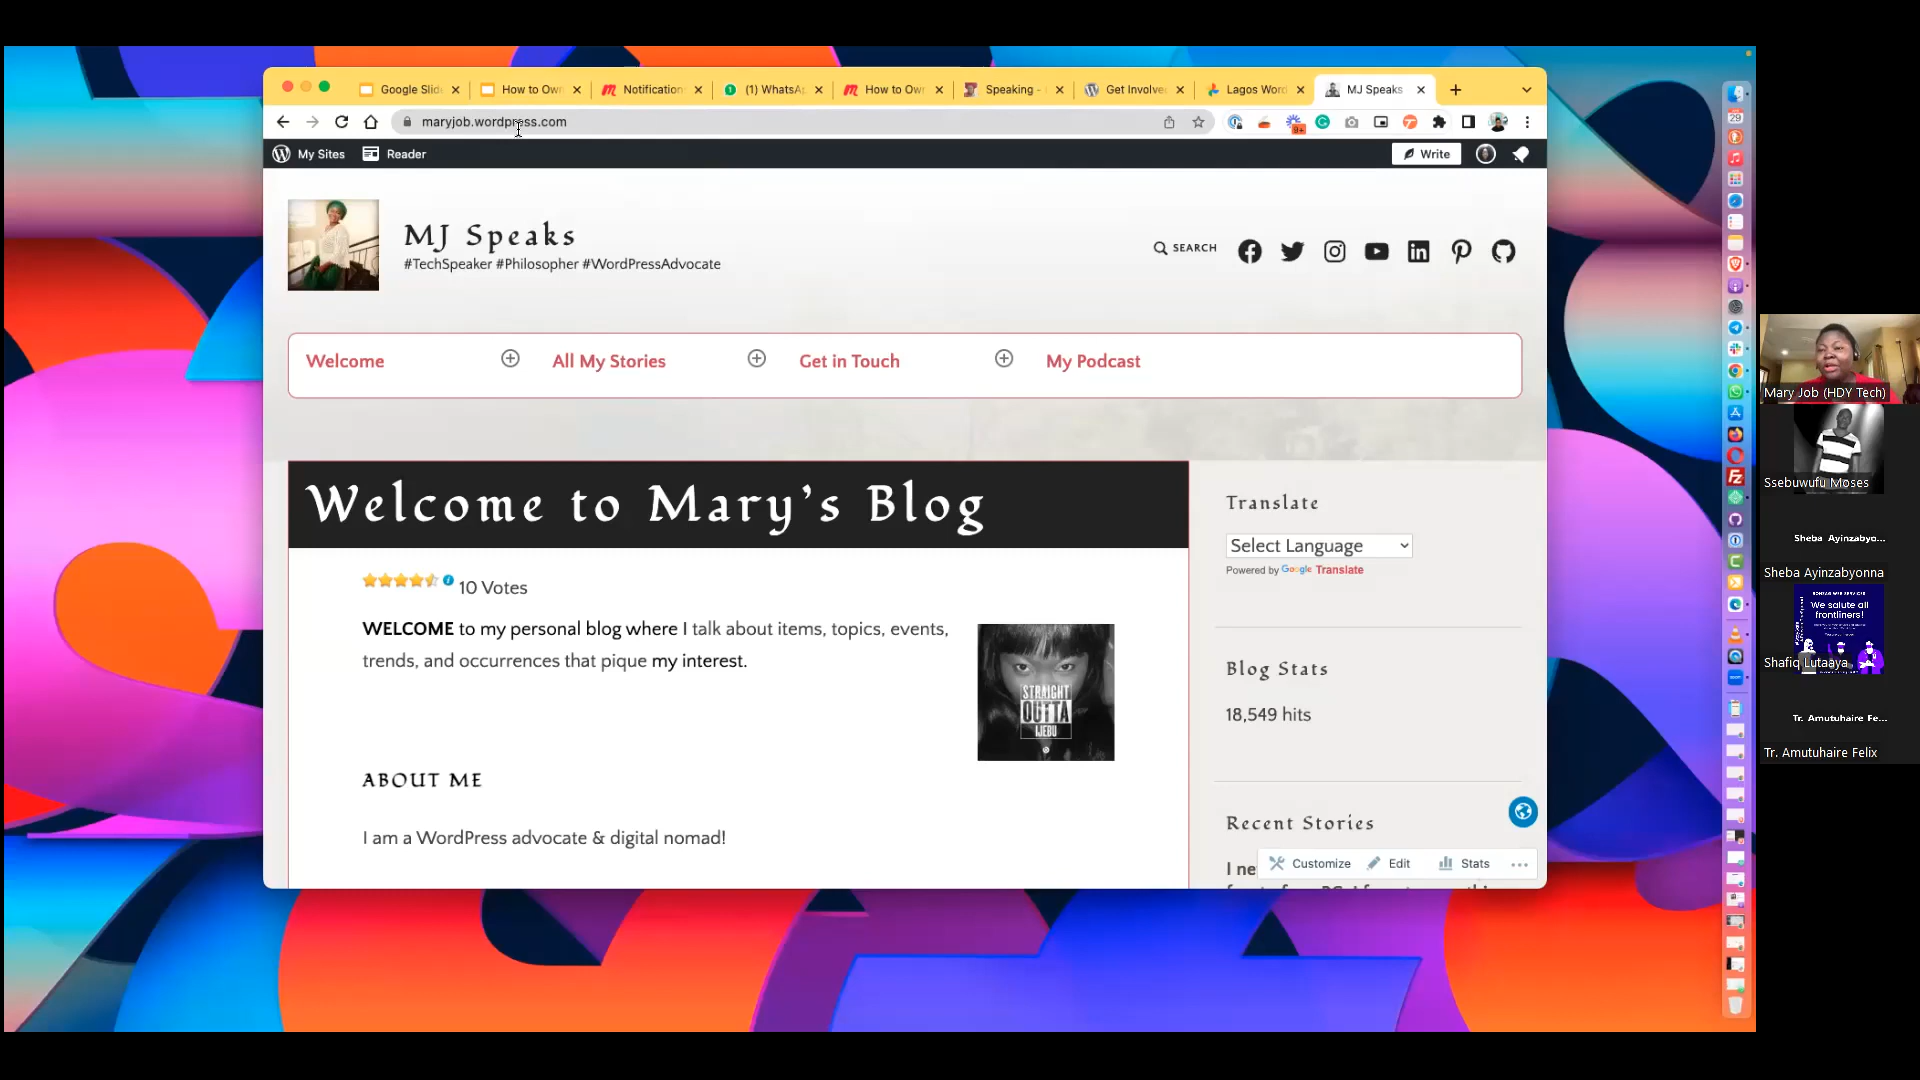 Google Slid
How to Own
Notification
(1) WhatsA
How to Own
Speaking -
Get Involve
Lagos Word
MJ Speaks
maryjob.wordpress.com
My Sites
Reader
Write
MJ Speaks
#TechSpeaker #Philosopher #WordPressAdvocate
SEARCH
Welcome
All My Stories
Get in Touch
My Podcast
Welcome to Mary's Blog
10 Votes
WELCOME to my personal blog where I talk about items, topics, events,
trends, and occurrences that pique my interest.
STRAIGHT
OUTTA
IJEBU
ABOUT ME
I am a WordPress advocate & digital nomad!
Translate
Select Language
Powered by Google Translate
Blog Stats
18,549 hits
Recent Stories
I ne
Customize
Edit
Stats
29
Mary Job (HDY Tech)
Ssebuwufu Moses
Sheba Ayinzabyo...
Sheba Ayinzabyonna
We salute all
frontliners!
Shafiq Lutaaya
Tr. Amutuhaire Fe...
Tr. Amutuhaire Felix